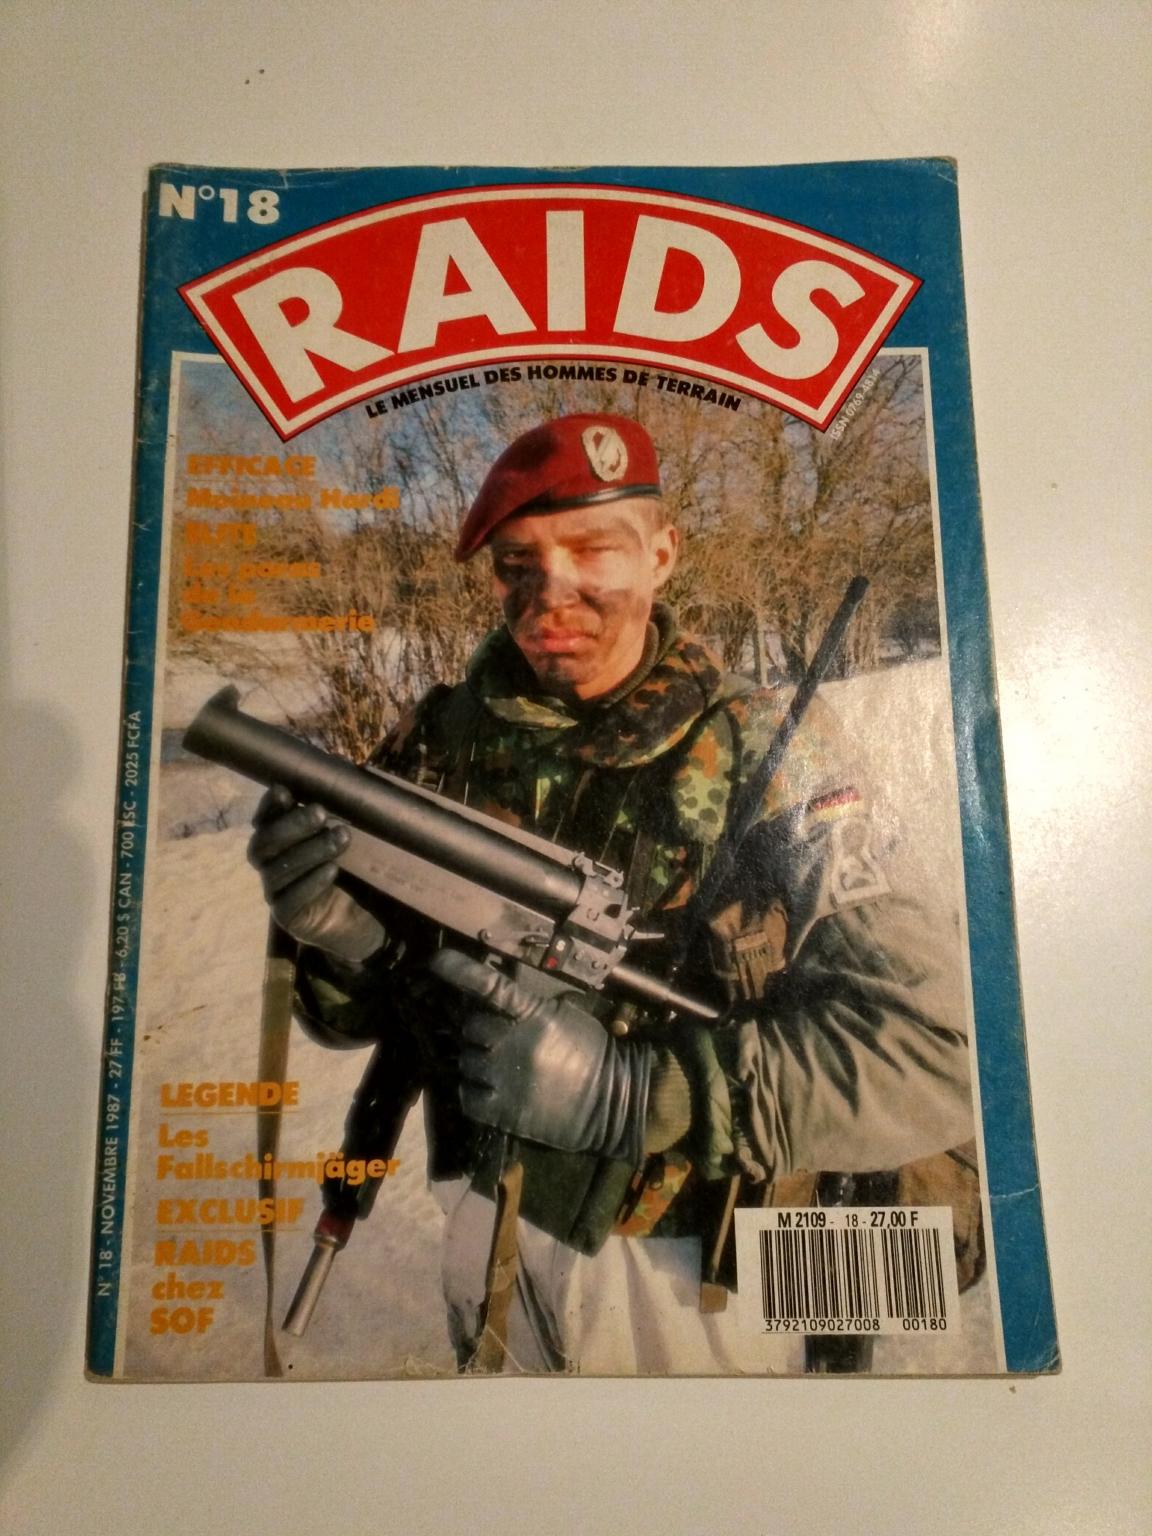 N°18
RAIDS
LE MENSUEL DES HOMMES DE TERRAIN
ISSN 0769-4814
EFFICACE
Moineau Hardi
ELITE
Les paras
de la
Gendarmerie
N° 18 - NOVEMBRE 1987 - 27 FF - 197 FB - 6,20 $ CAN - 700 ESC - 2025 FCFA
LEGENDE
Les
Fallschirmjäger
EXCLUSIF
RAIDS
chez
SOF
M 2109 - 18 - 27,00 F
3792109027008 00180